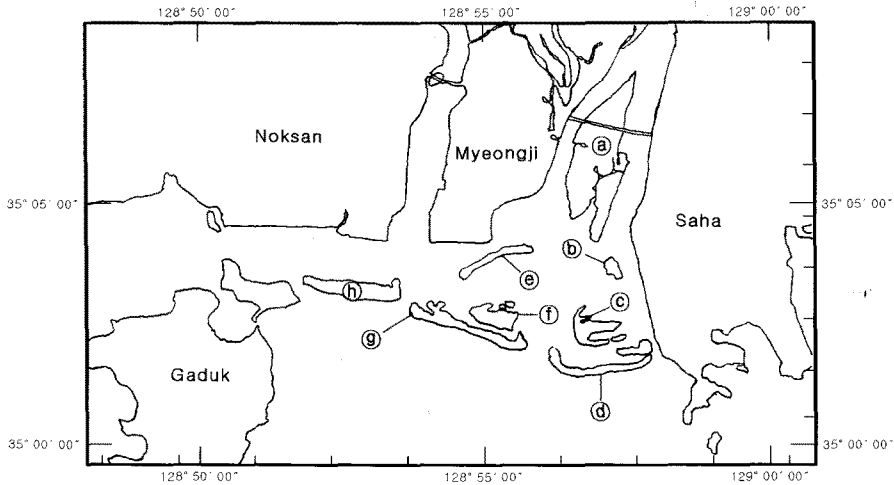 128° 50' 00" 128° 55' 00" 129° 00' 00"
Noksan
Myeongji
ⓐ
35° 05' 00" 35° 05' 00"
Saha
ⓑ
ⓔ
ⓗ
ⓒ
ⓕ
ⓖ
Gaduk
ⓓ
35° 00' 00" 35° 00' 00"
128° 50' 00" 128° 55' 00" 129° 00' 00"